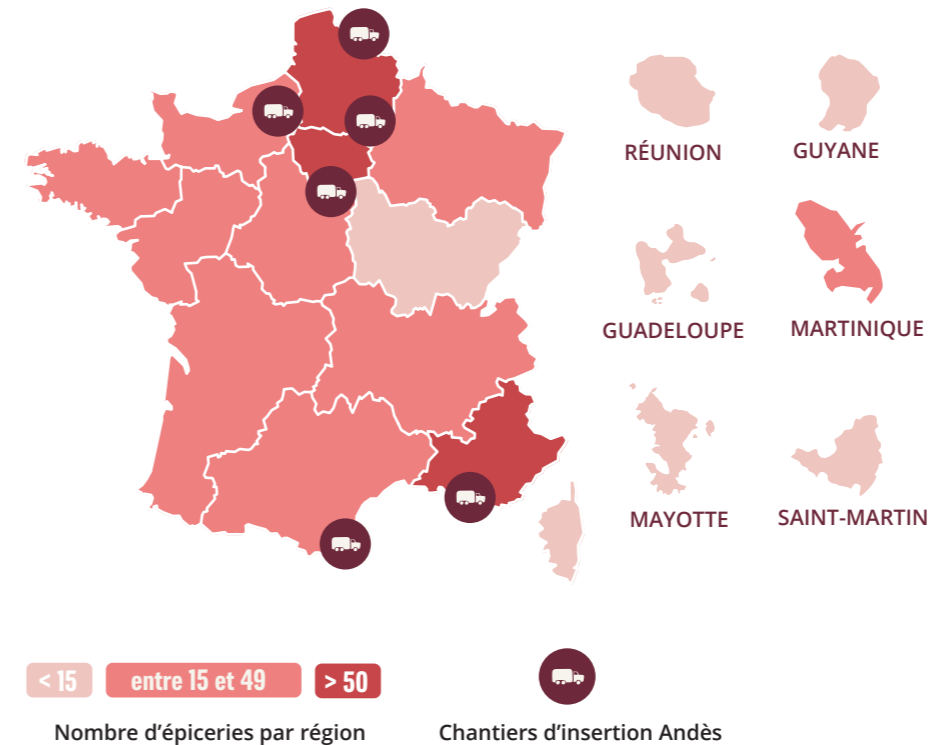 RÉUNION
GUYANE
GUADELOUPE
MARTINIQUE
MAYOTTE
SAINT-MARTIN
< 15
entre 15 et 49
> 50
Nombre d’épiceries par région
Chantiers d’insertion Andès